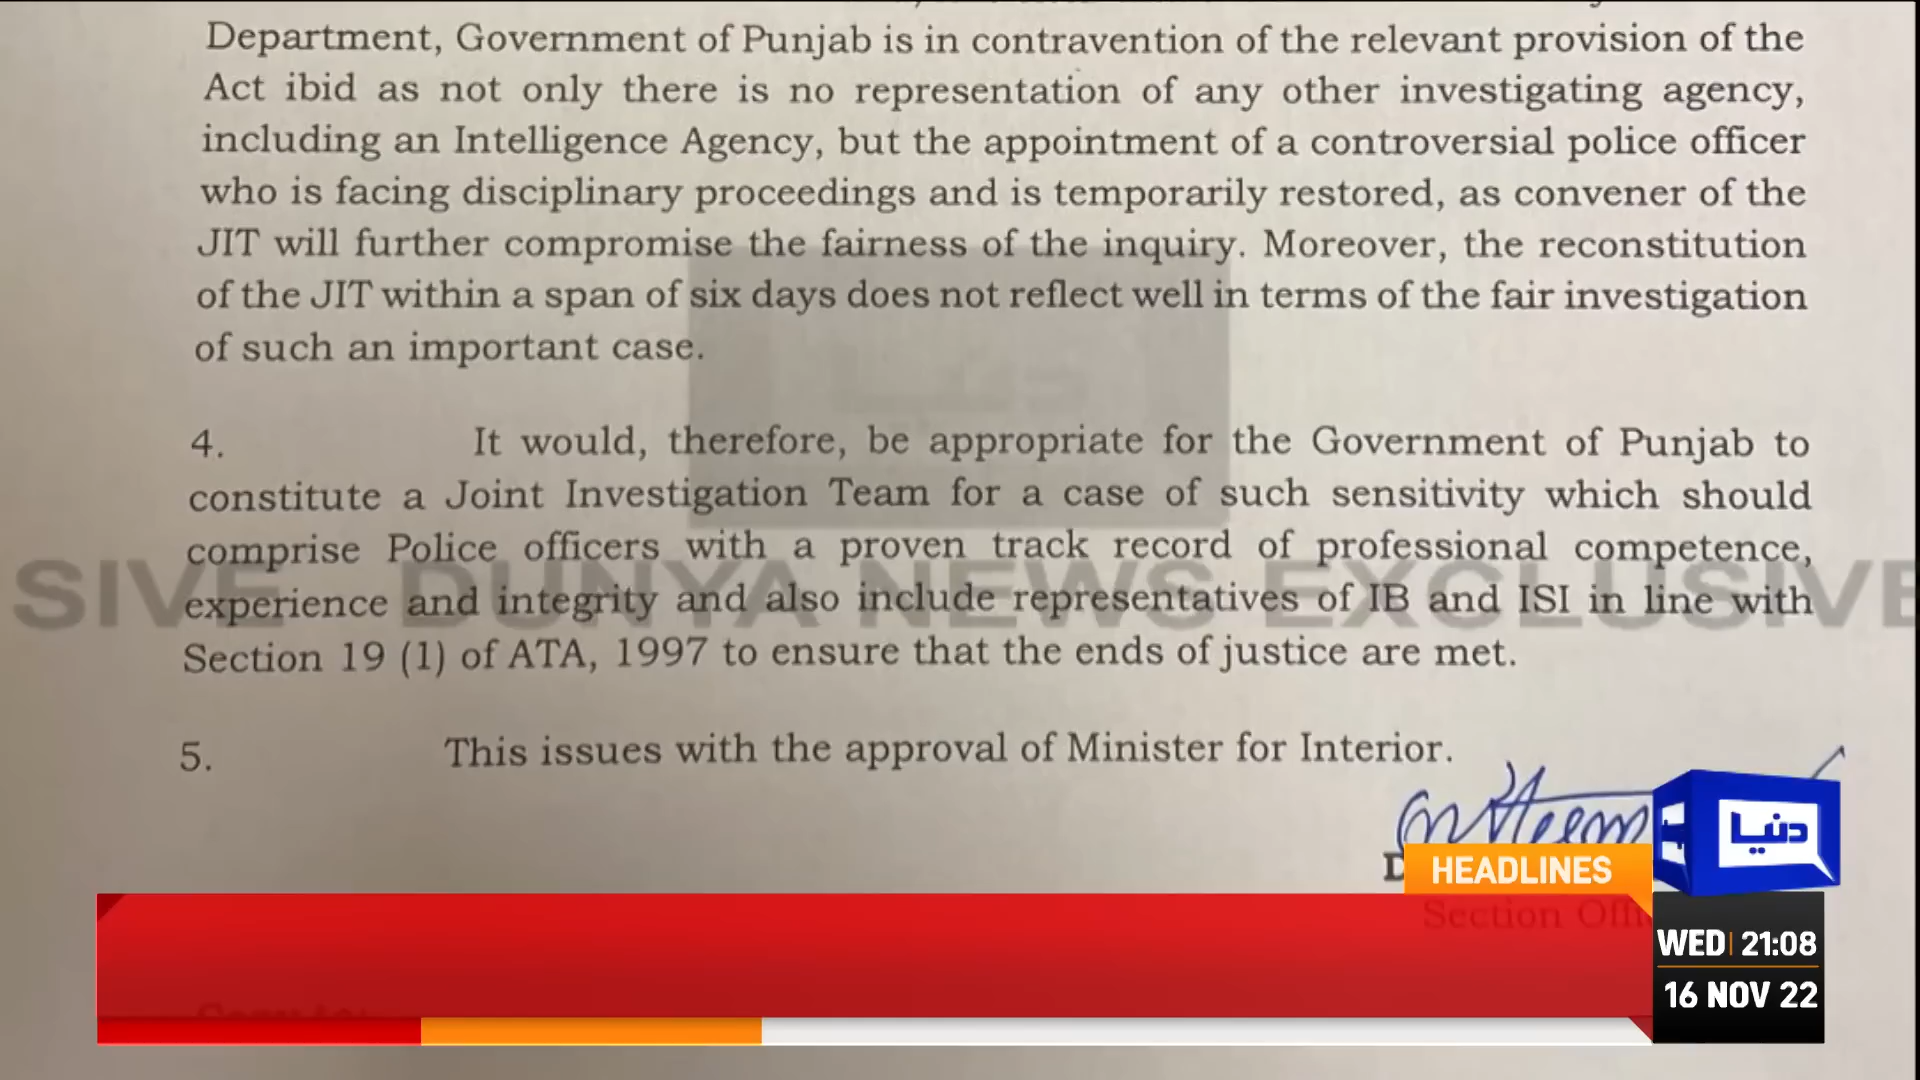 Department, Government of Punjab is in contravention of the relevant provision of the
Act ibid as not only there is no representation of any other investigating agency,
including an Intelligence Agency, but the appointment of a controversial police officer
who is facing disciplinary proceedings and is temporarily restored, as convener of the
JIT will further compromise the fairness of the inquiry. Moreover, the reconstitution
of the JIT within a span of six days does not reflect well in terms of the fair investigation
of such an important case.
4. It would, therefore, be appropriate for the Government of Punjab to
constitute a Joint Investigation Team for a case of such sensitivity which should
comprise Police officers with a proven track record of professional competence,
SIVE DUNYA NEWS EXCLUSIVE
experience and integrity and also include representatives of IB and ISI in line with
Section 19 (1) of ATA, 1997 to ensure that the ends of justice are met.
5. This issues with the approval of Minister for Interior.
دنیا
HEADLINES
Section
WED 21:08
16 NOV 22